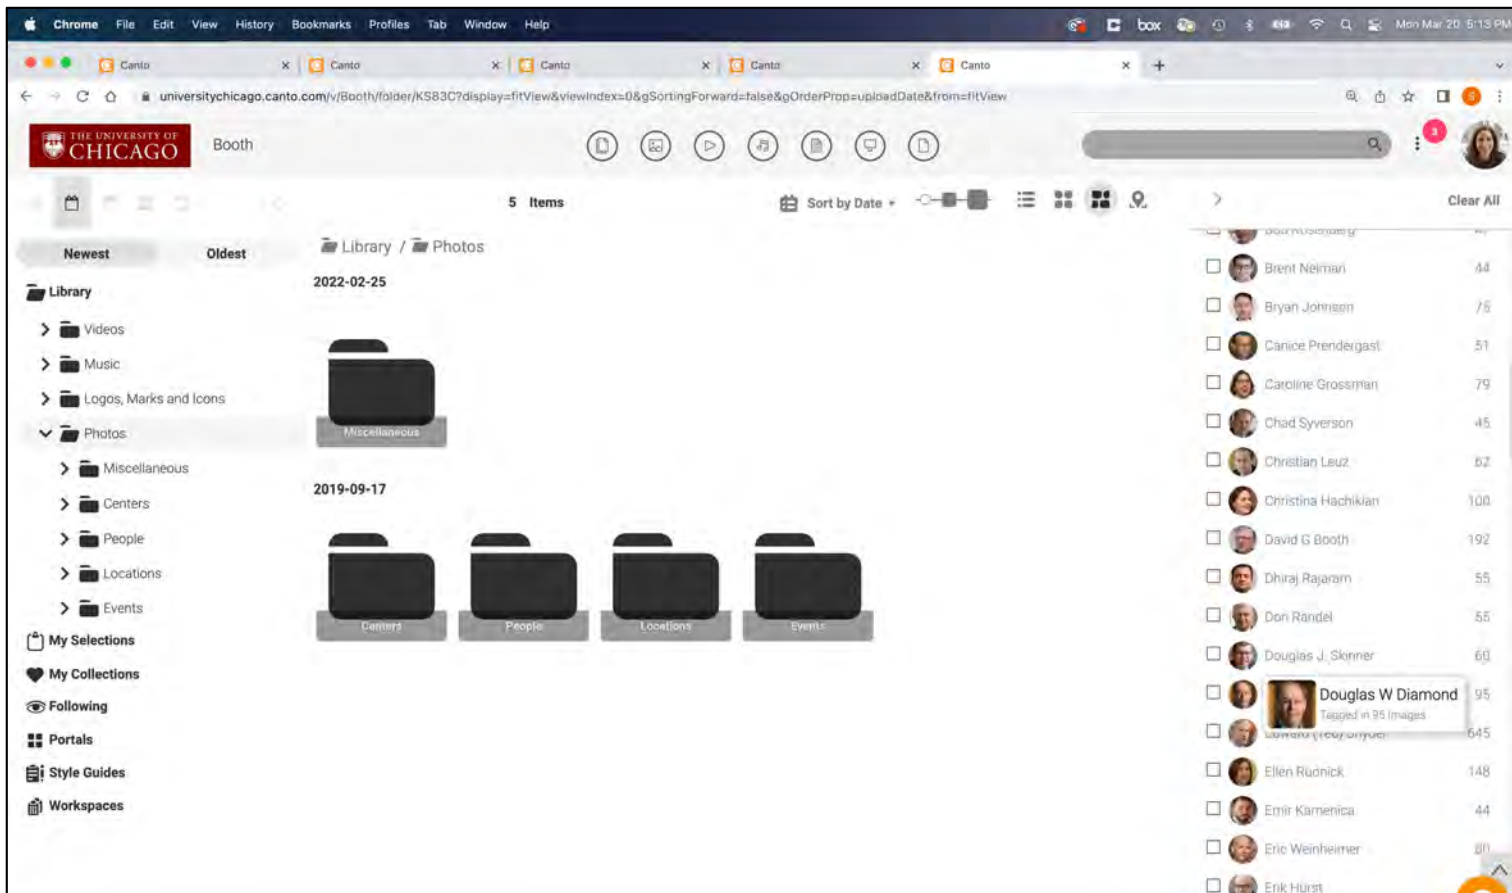 Chrome File Edit View History Bookmarks Profiles Tab Window Help
box
Mon Mar 20 5:13 PM
Canto
Canto
Canto
Canto
Canto
universitychicago.canto.com/v/Booth/folder/KS83C?display=fitView&viewIndex=0&gSortingForward=false&gOrderProp=uploadDate&from=fitView
THE UNIVERSITY OF
CHICAGO
Booth
3
5 Items
Sort by Date
Clear All
Newest
Oldest
Library
Videos
Music
Logos, Marks and Icons
Photos
Miscellaneous
Centers
People
Locations
Events
My Selections
My Collections
Following
Portals
Style Guides
Workspaces
Library / Photos
2022-02-25
Miscellaneous
2019-09-17
Centers
People
Locations
Events
Brent Neiman 44
Bryan Johnson
Canice Prendergast 51
Caroline Grossman 79
Chad Syverson 45
Christian Leuz 62
Christina Hachikian 100
David G Booth 192
Dhiraj Rajaram 55
Don Randel 55
Douglas J. Skinner 60
Douglas W Diamond 95
Tagged in 95 Images
Edward (Ted) Snyder 645
Ellen Rudnick 148
Emir Kamenica 44
Eric Weinheimer 80
Erik Hurst